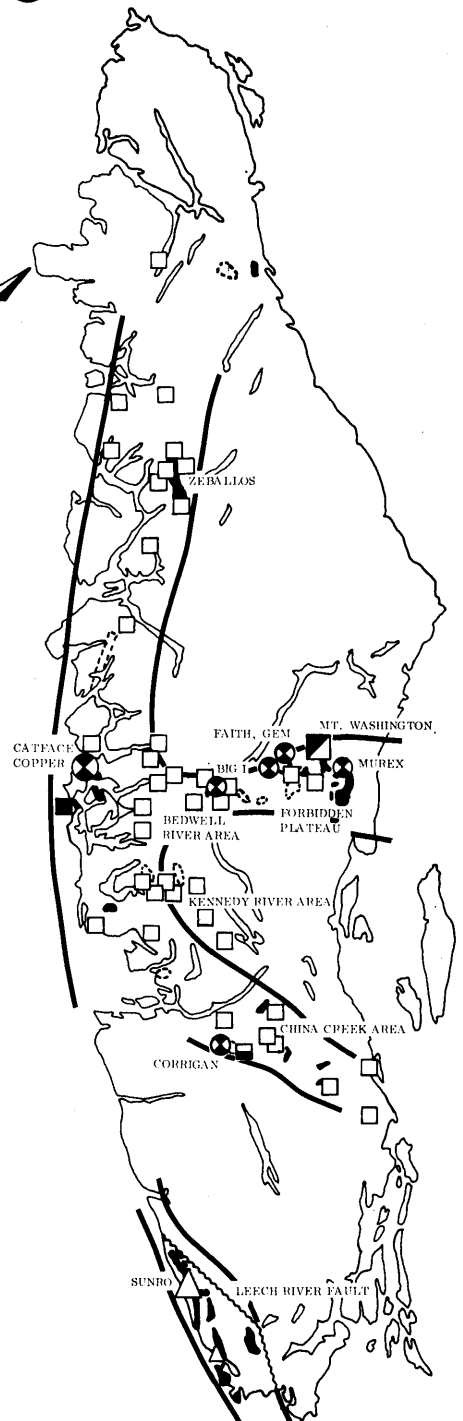 ZEBALLOS
MT. WASHINGTON
FAITH, GEM
CATFACE
COPPER
MUREX
BIG I
FORBIDDEN
PLATEAU
BEDWELL
RIVER AREA
KENNEDY RIVER AREA
CHINA CREEK AREA
CORRIGAN
SUNRO
LEECH RIVER FAULT